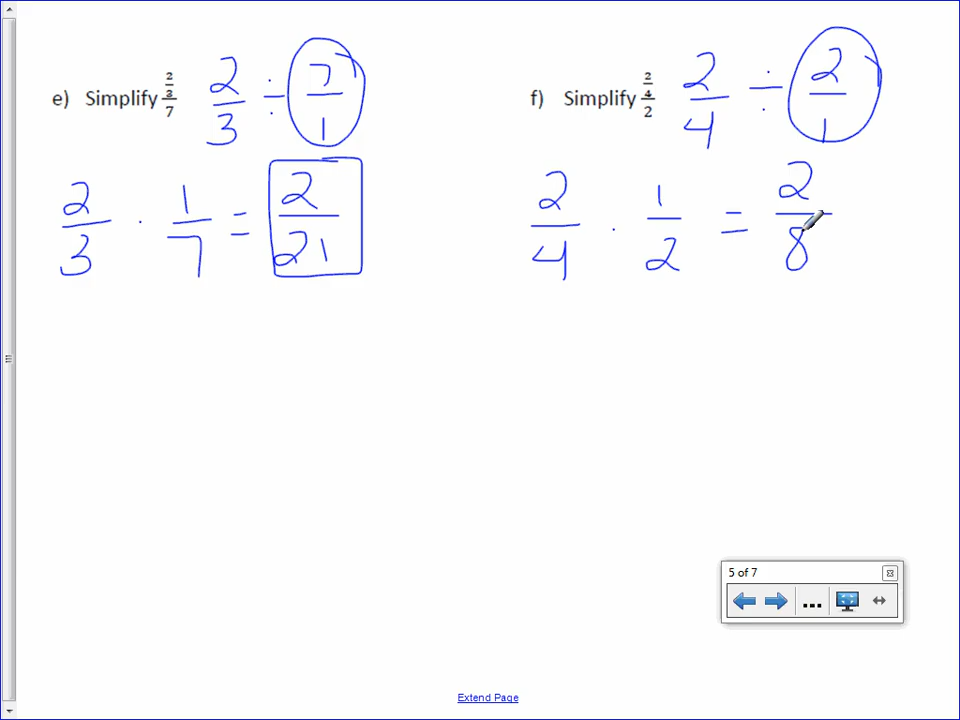 e) Simplify 2/3/7 2/3 ÷ 7/1
2/3 · 1/7 = 2/21
f) Simplify 2/4/2 2/4 ÷ 2/1
2/4 · 1/2 = 2/8
5 of 7
...
Extend Page